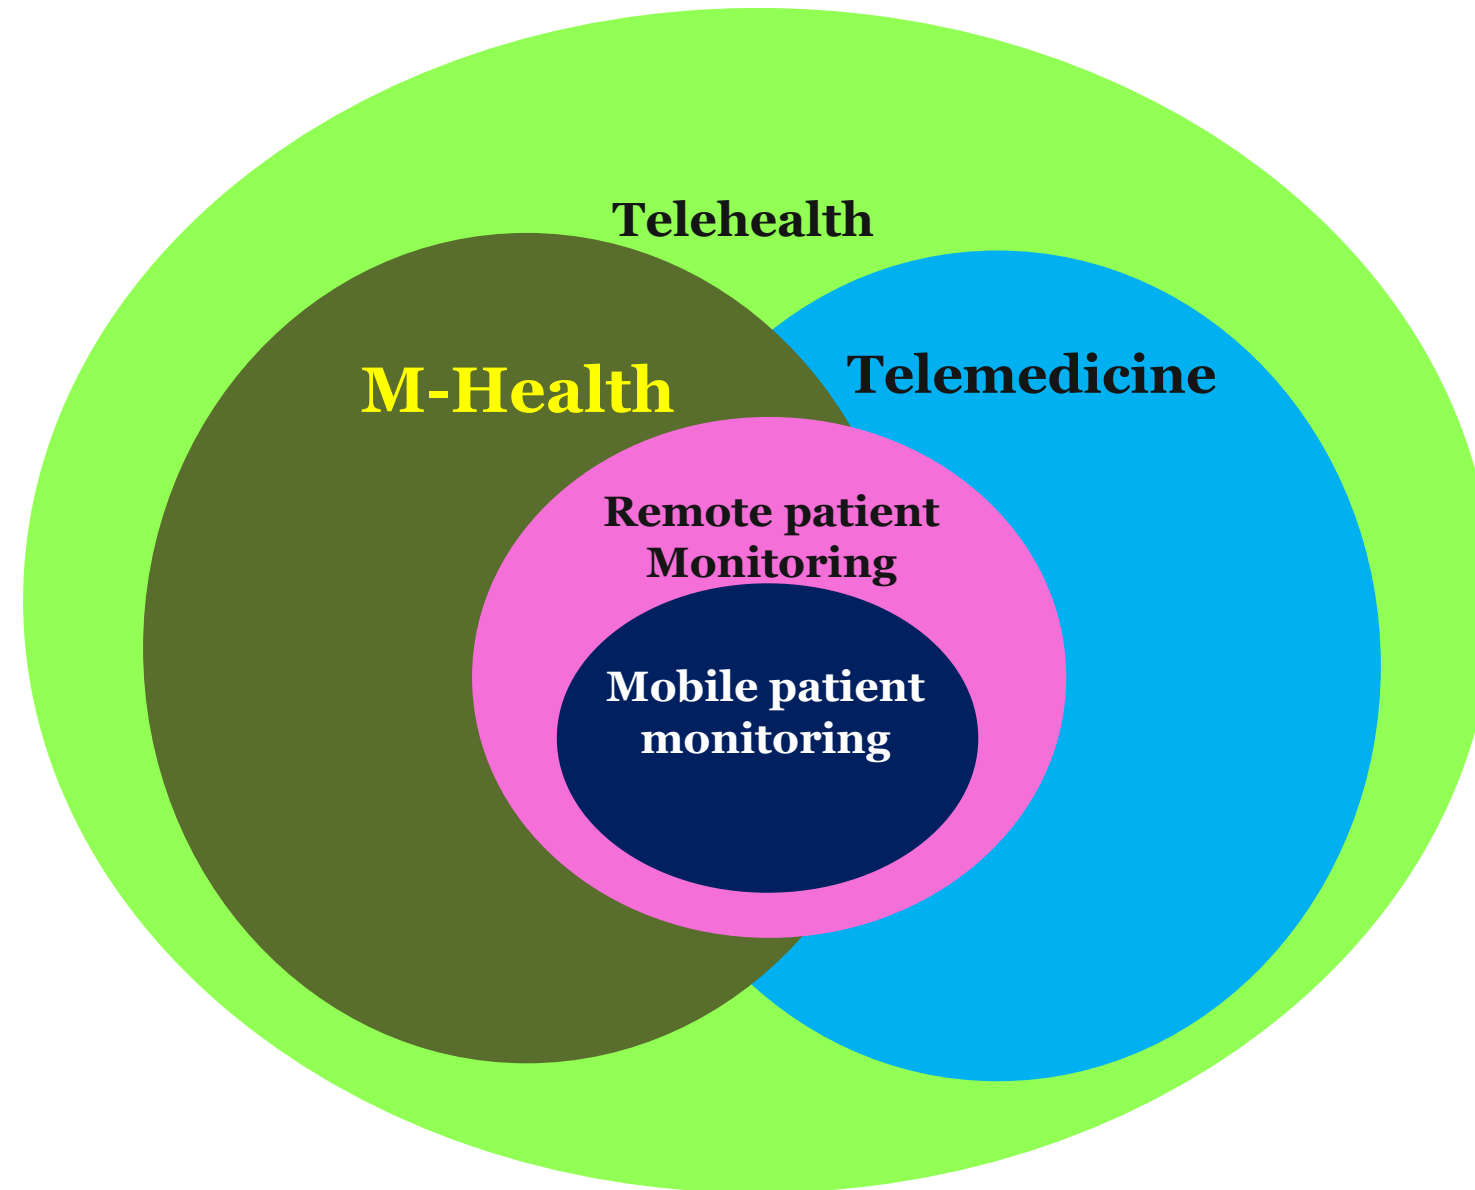 Telehealth
M-Health
Telemedicine
Remote patient
Monitoring
Mobile patient
monitoring